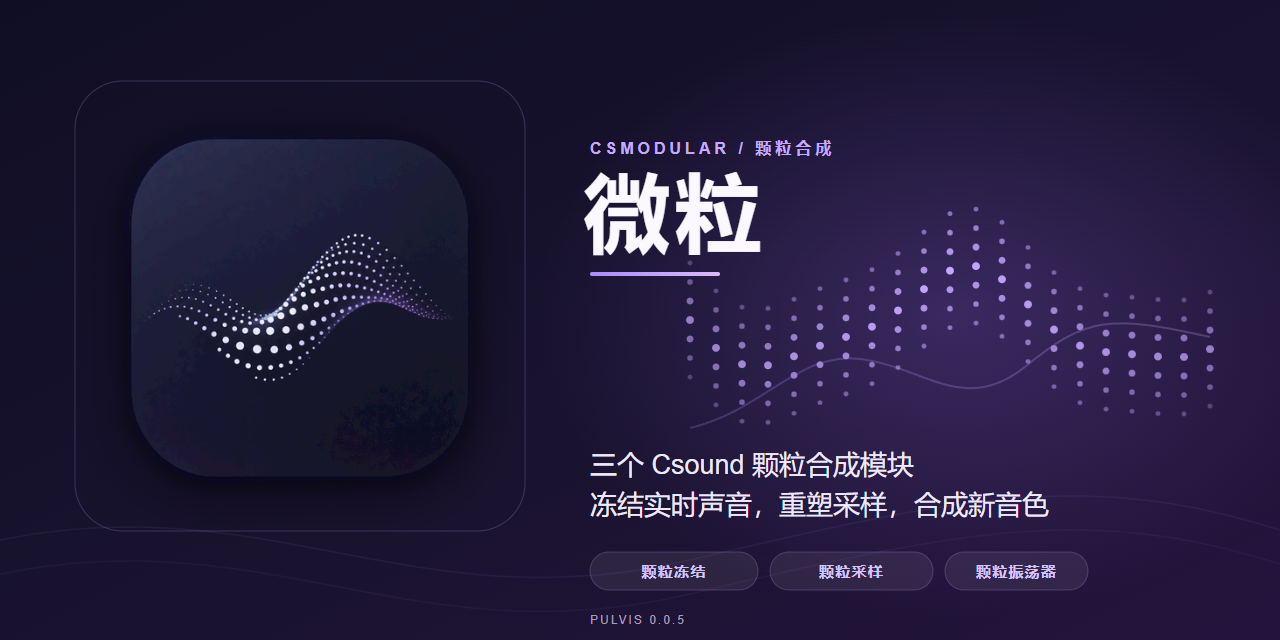 CSMODULAR / 颗粒合成
微粒
三个 Csound 颗粒合成模块
冻结实时声音，重塑采样，合成新音色
颗粒冻结
颗粒采样
颗粒振荡器
PULVIS 0.0.5